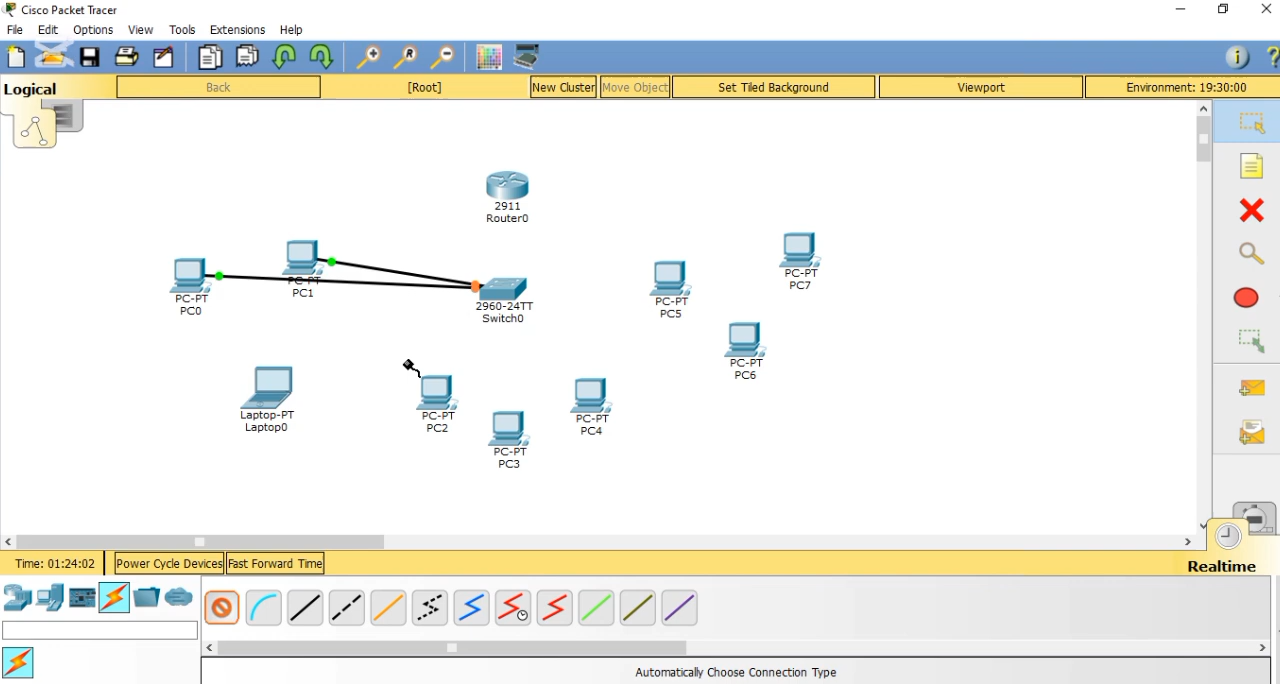 Cisco Packet Tracer
File Edit Options View Tools Extensions Help
Logical Back [Root] New Cluster Move Object Set Tiled Background Viewport Environment: 19:30:00
2911
Router0
PC-PT
PC0
PC-PT
PC1
2960-24TT
Switch0
PC-PT
PC5
PC-PT
PC7
PC-PT
PC6
Laptop-PT
Laptop0
PC-PT
PC2
PC-PT
PC3
PC-PT
PC4
Time: 01:24:02 Power Cycle Devices Fast Forward Time
Realtime
Automatically Choose Connection Type